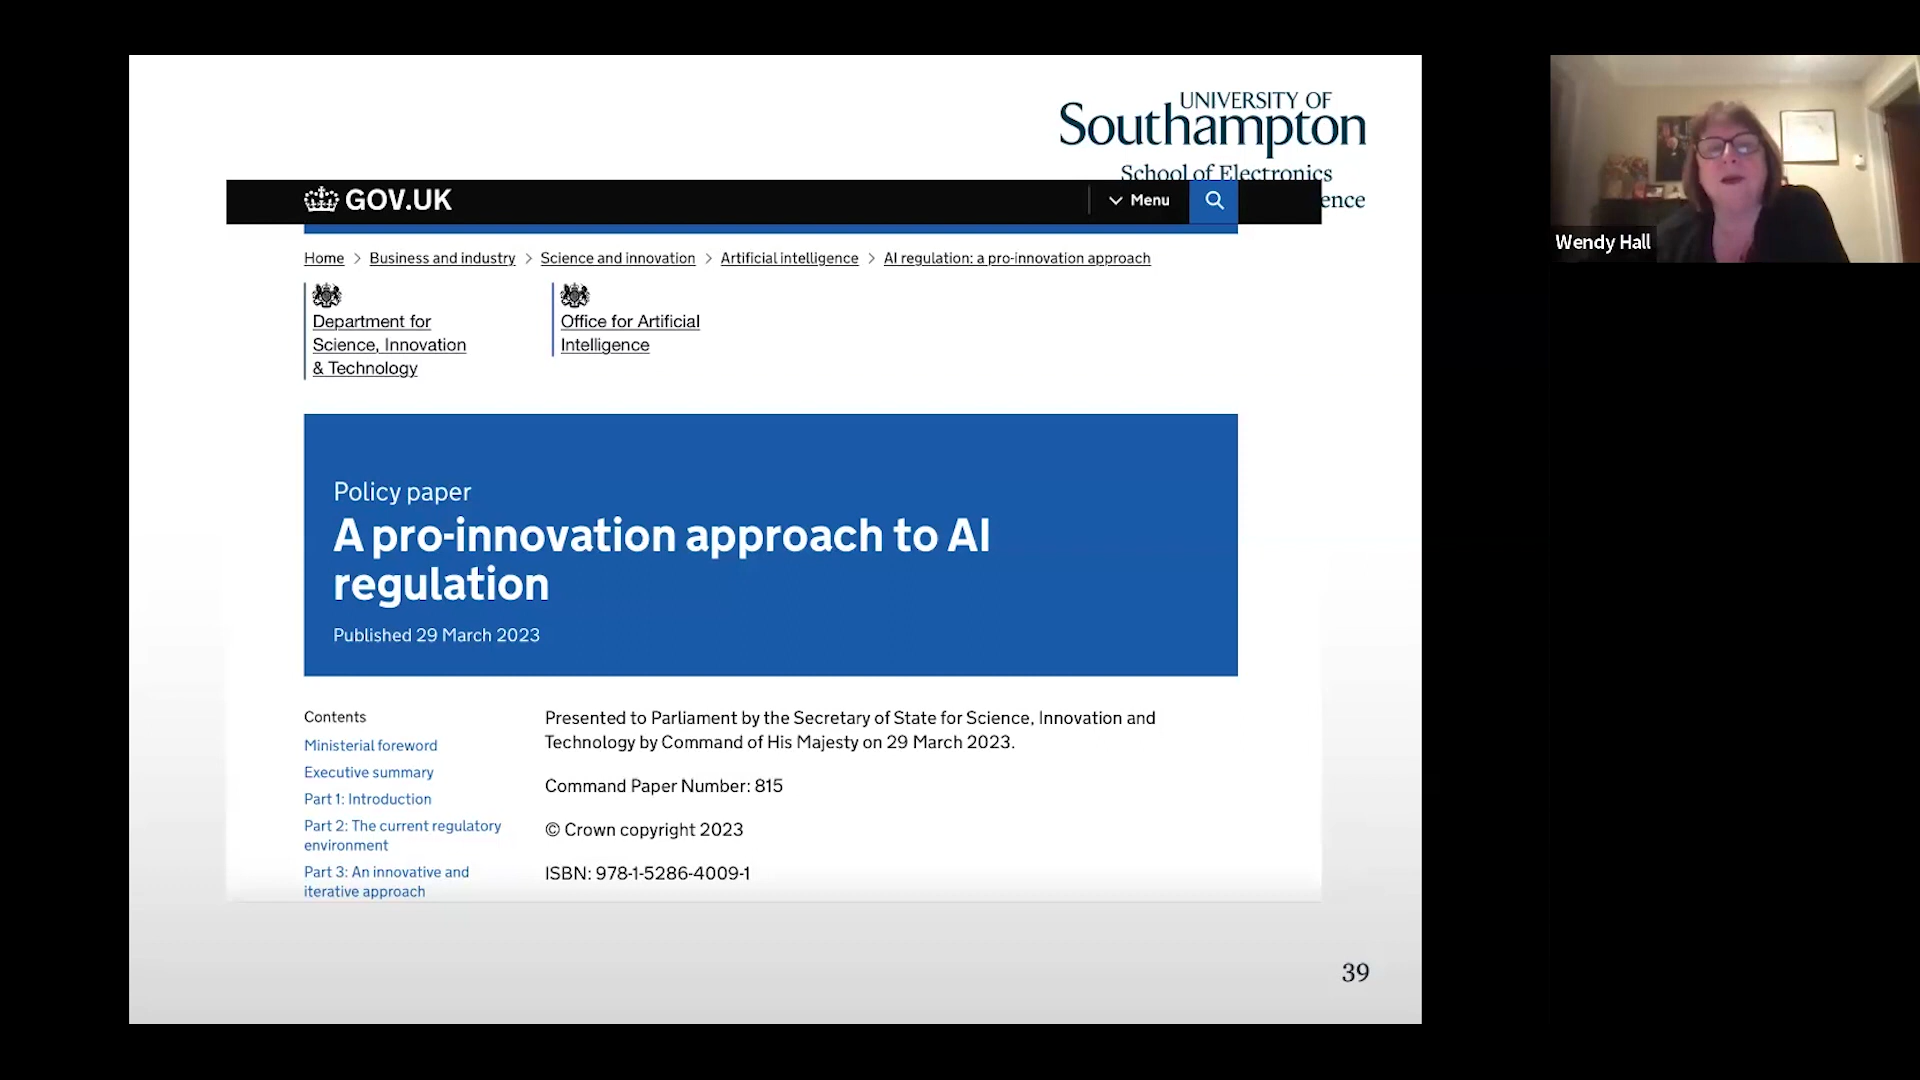 UNIVERSITY OF
Southampton
School of Electronics
ence
GOV.UK
Menu
Home > Business and industry > Science and innovation > Artificial intelligence > AI regulation: a pro-innovation approach
Department for
Science, Innovation
& Technology
Office for Artificial
Intelligence
Policy paper
A pro-innovation approach to AI
regulation
Published 29 March 2023
Contents
Ministerial foreword
Executive summary
Part 1: Introduction
Part 2: The current regulatory
environment
Part 3: An innovative and
iterative approach
Presented to Parliament by the Secretary of State for Science, Innovation and
Technology by Command of His Majesty on 29 March 2023.
Command Paper Number: 815
© Crown copyright 2023
ISBN: 978-1-5286-4009-1
39
Wendy Hall